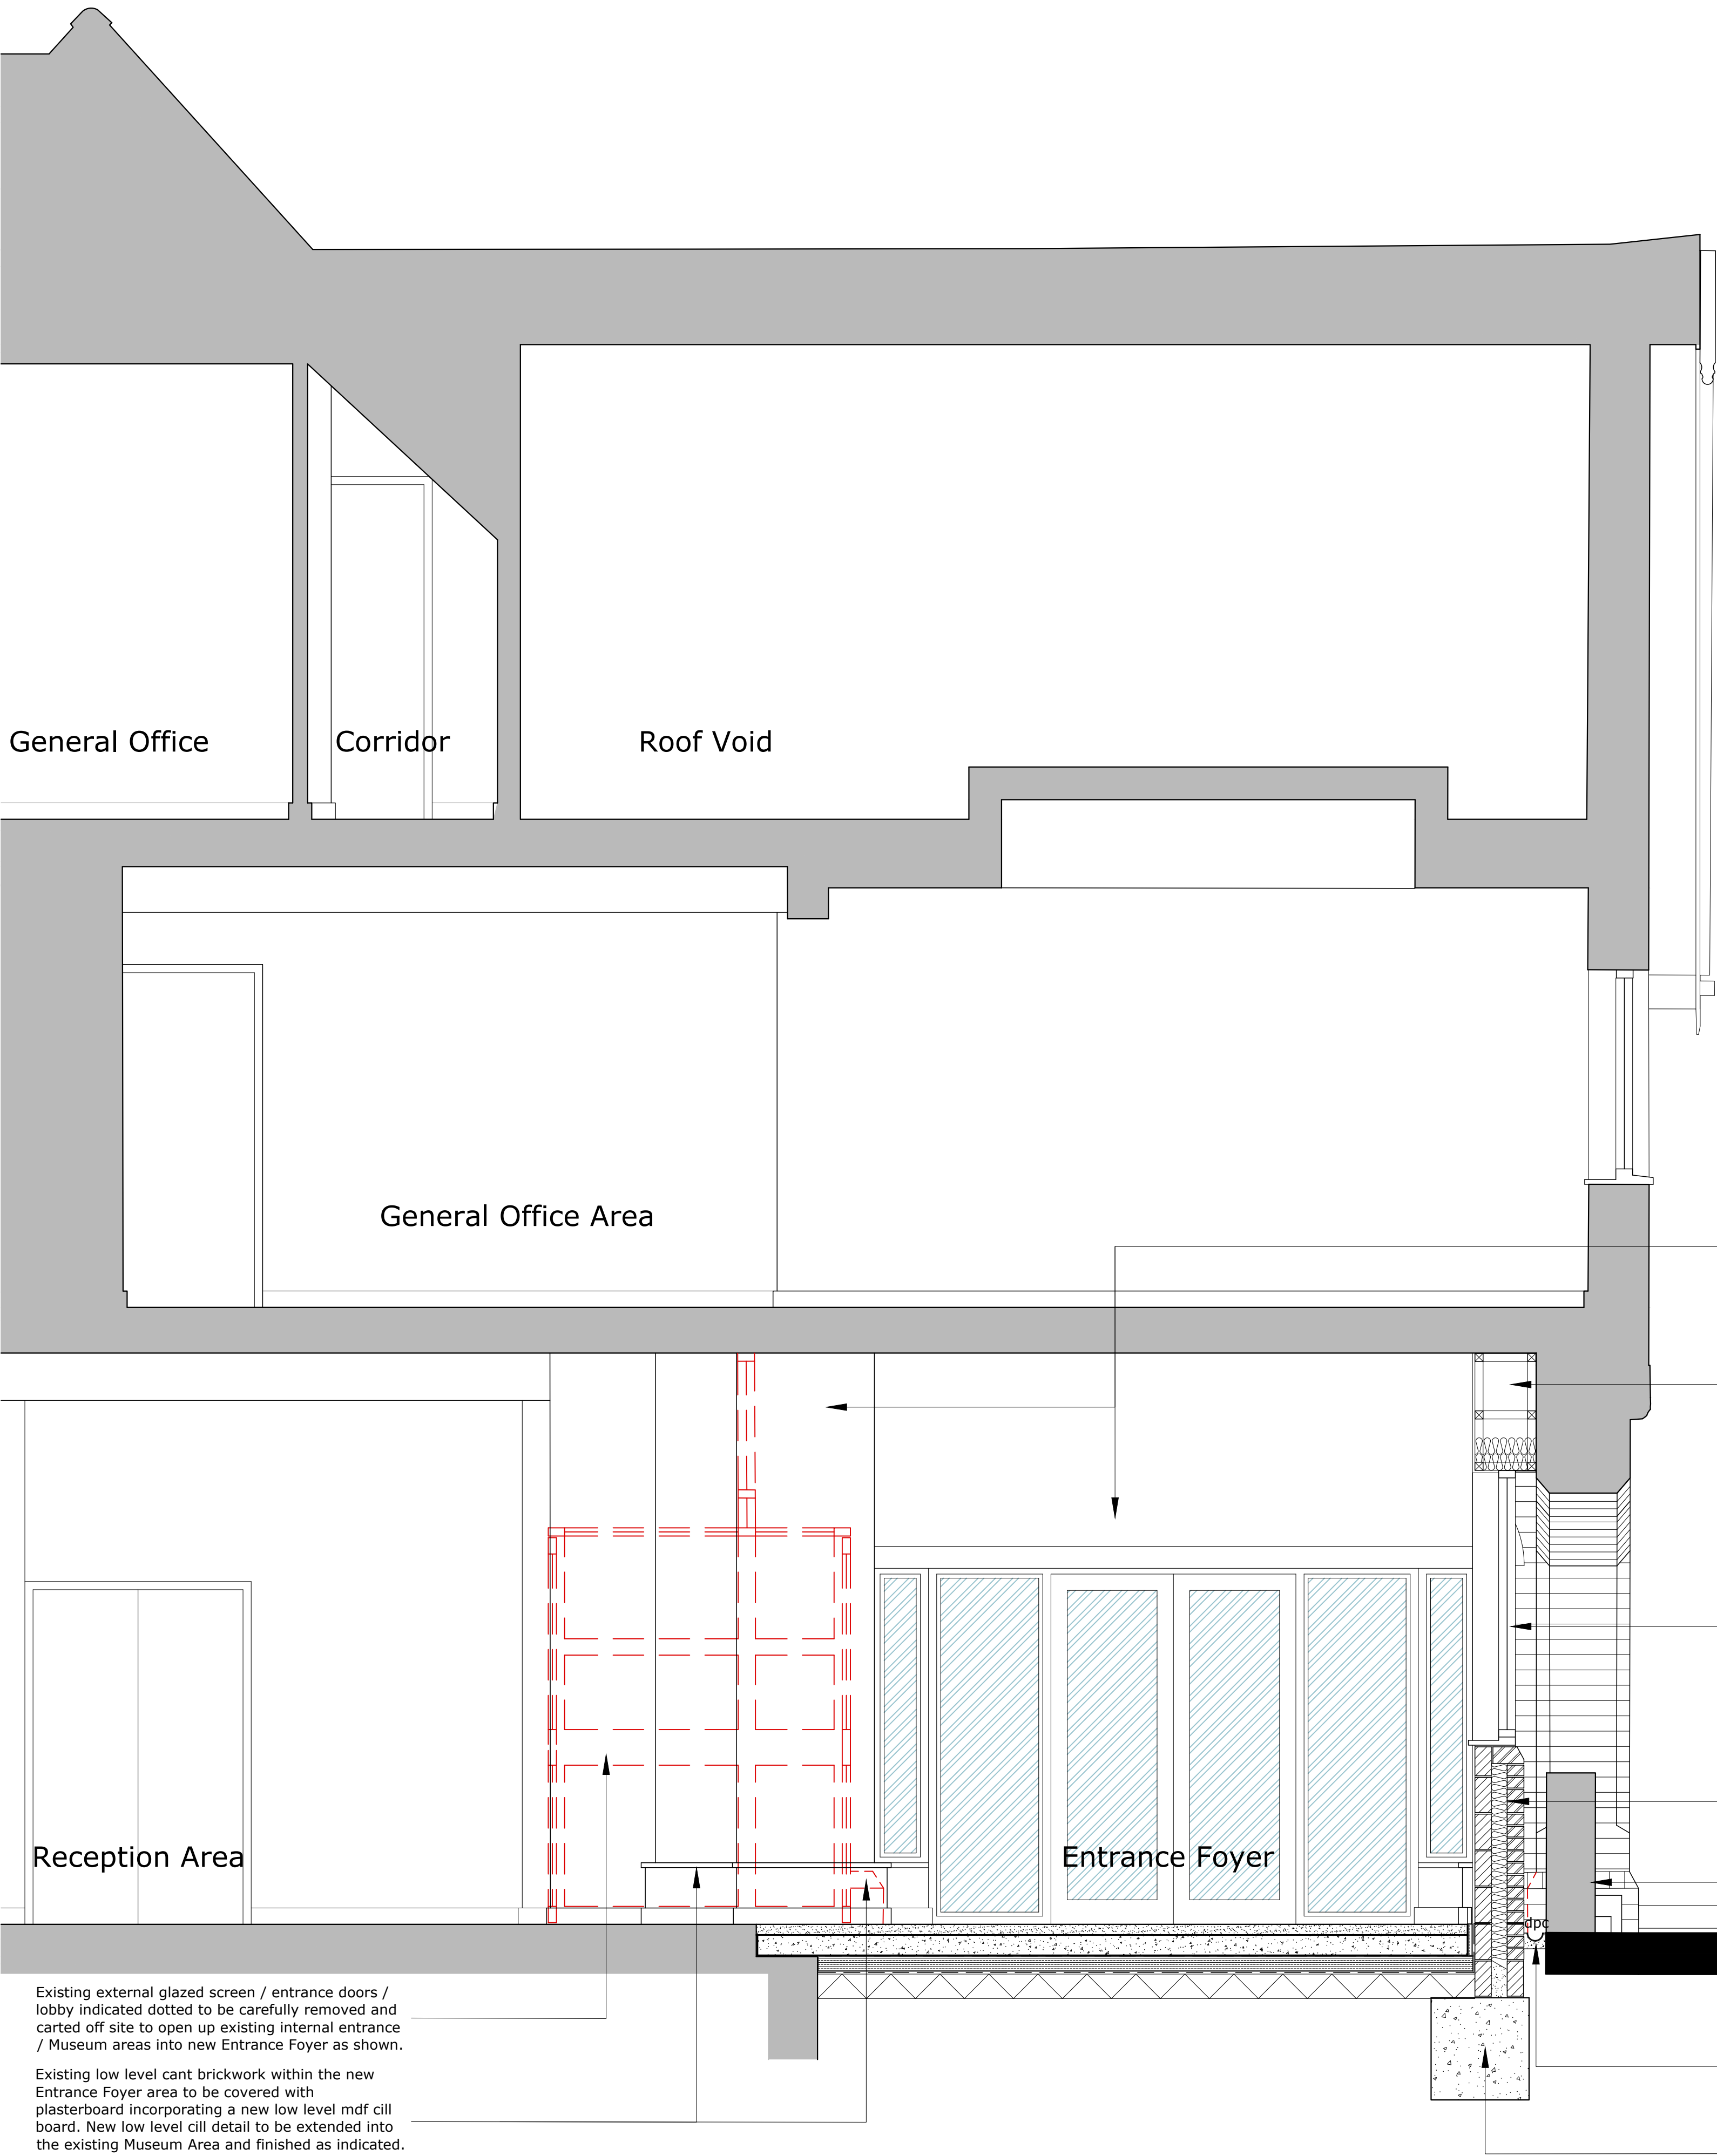 General Office
Corridor
Roof Void
General Office Area
Reception Area
Entrance Foyer
dpc
Existing external glazed screen / entrance doors /
lobby indicated dotted to be carefully removed and
carted off site to open up existing internal entrance
/ Museum areas into new Entrance Foyer as shown.
Existing low level cant brickwork within the new
Entrance Foyer area to be covered with
plasterboard incorporating a new low level mdf cill
board. New low level cill detail to be extended into
the existing Museum Area and finished as indicated.